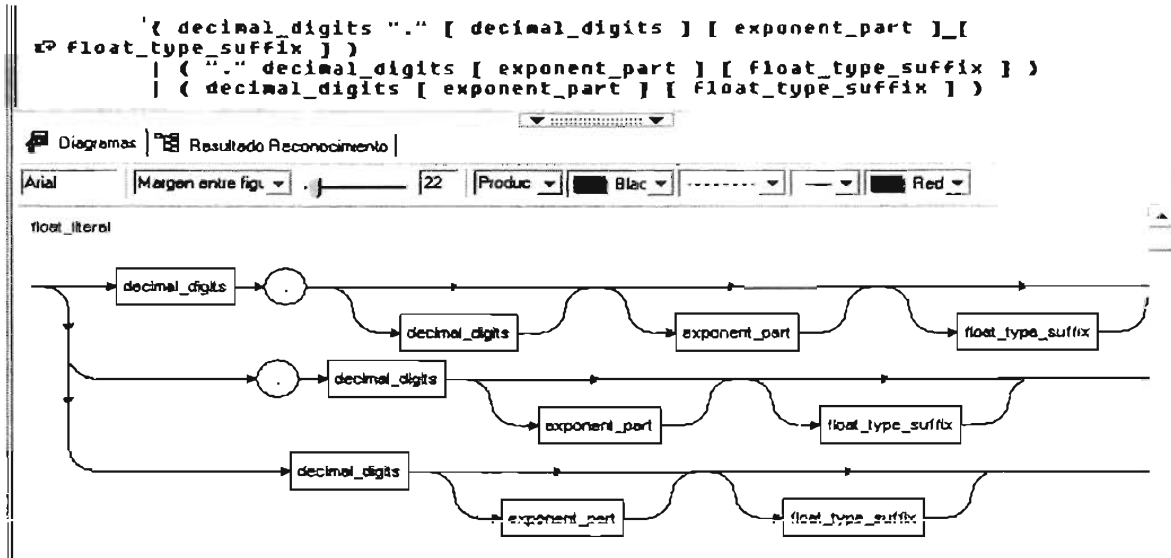 ( decimal_digits "." [ decimal_digits ] [ exponent_part ] [
float_type_suffix ] )
| ( "." decimal_digits [ exponent_part ] [ float_type_suffix ] )
| ( decimal_digits [ exponent_part ] [ float_type_suffix ] )
Diagramas Resultado Reconocimiento
Arial Margen entre figu 22 Produc Blac Red
float_literal
decimal_digits .
decimal_digits exponent_part float_type_suffix
. decimal_digits
exponent_part float_type_suffix
decimal_digits
exponent_part float_type_suffix